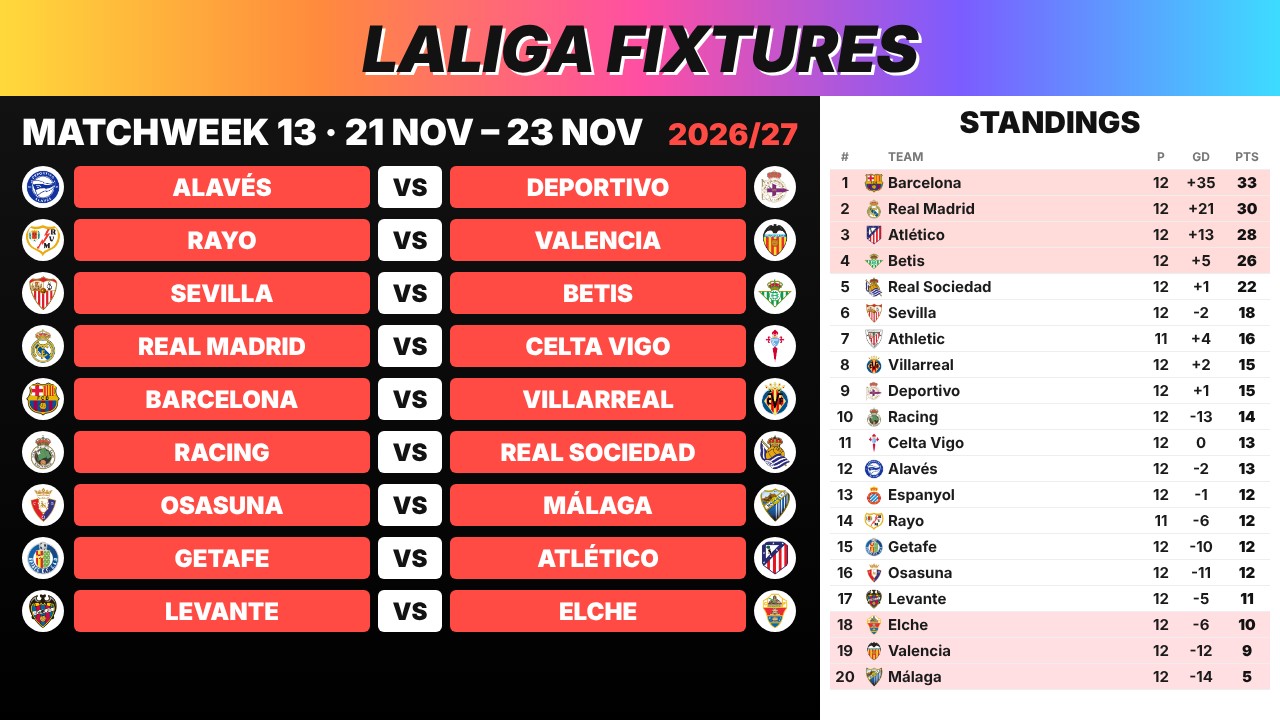 LALIGA FIXTURES
MATCHWEEK 13 · 21 NOV – 23 NOV 2026/27
ALAVÉS VS DEPORTIVO
RAYO VS VALENCIA
SEVILLA VS BETIS
REAL MADRID VS CELTA VIGO
BARCELONA VS VILLARREAL
RACING VS REAL SOCIEDAD
OSASUNA VS MÁLAGA
GETAFE VS ATLÉTICO
LEVANTE VS ELCHE
STANDINGS
# TEAM P GD PTS
1 Barcelona 12 +35 33
2 Real Madrid 12 +21 30
3 Atlético 12 +13 28
4 Betis 12 +5 26
5 Real Sociedad 12 +1 22
6 Sevilla 12 -2 18
7 Athletic 11 +4 16
8 Villarreal 12 +2 15
9 Deportivo 12 +1 15
10 Racing 12 -13 14
11 Celta Vigo 12 0 13
12 Alavés 12 -2 13
13 Espanyol 12 -1 12
14 Rayo 11 -6 12
15 Getafe 12 -10 12
16 Osasuna 12 -11 12
17 Levante 12 -5 11
18 Elche 12 -6 10
19 Valencia 12 -12 9
20 Málaga 12 -14 5